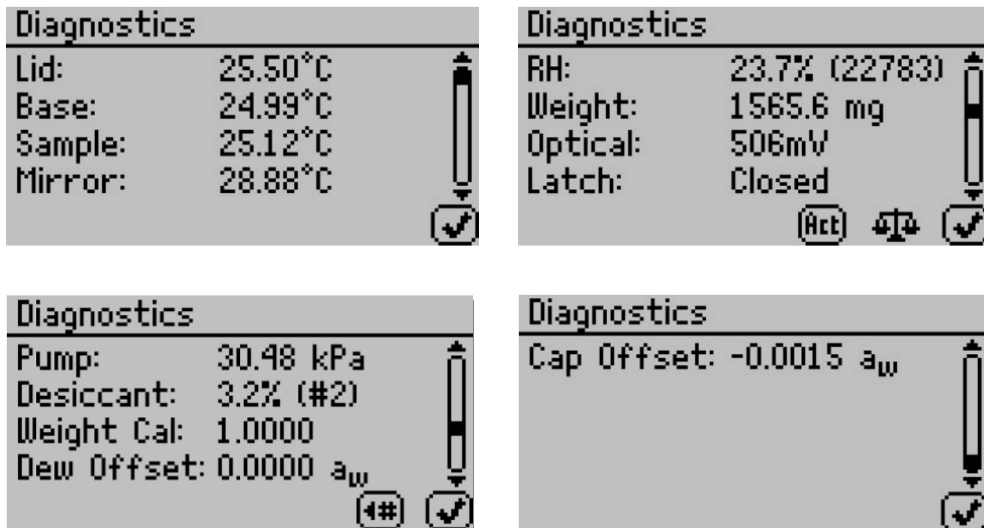 Diagnostics
Lid: 25.50°C
Base: 24.99°C
Sample: 25.12°C
Mirror: 28.88°C
Diagnostics
RH: 23.7% (22783)
Weight: 1565.6 mg
Optical: 506mV
Latch: Closed
Act
Diagnostics
Pump: 30.48 kPa
Desiccant: 3.2% (#2)
Weight Cal: 1.0000
Dew Offset: 0.0000 aw
#
Diagnostics
Cap Offset: -0.0015 aw